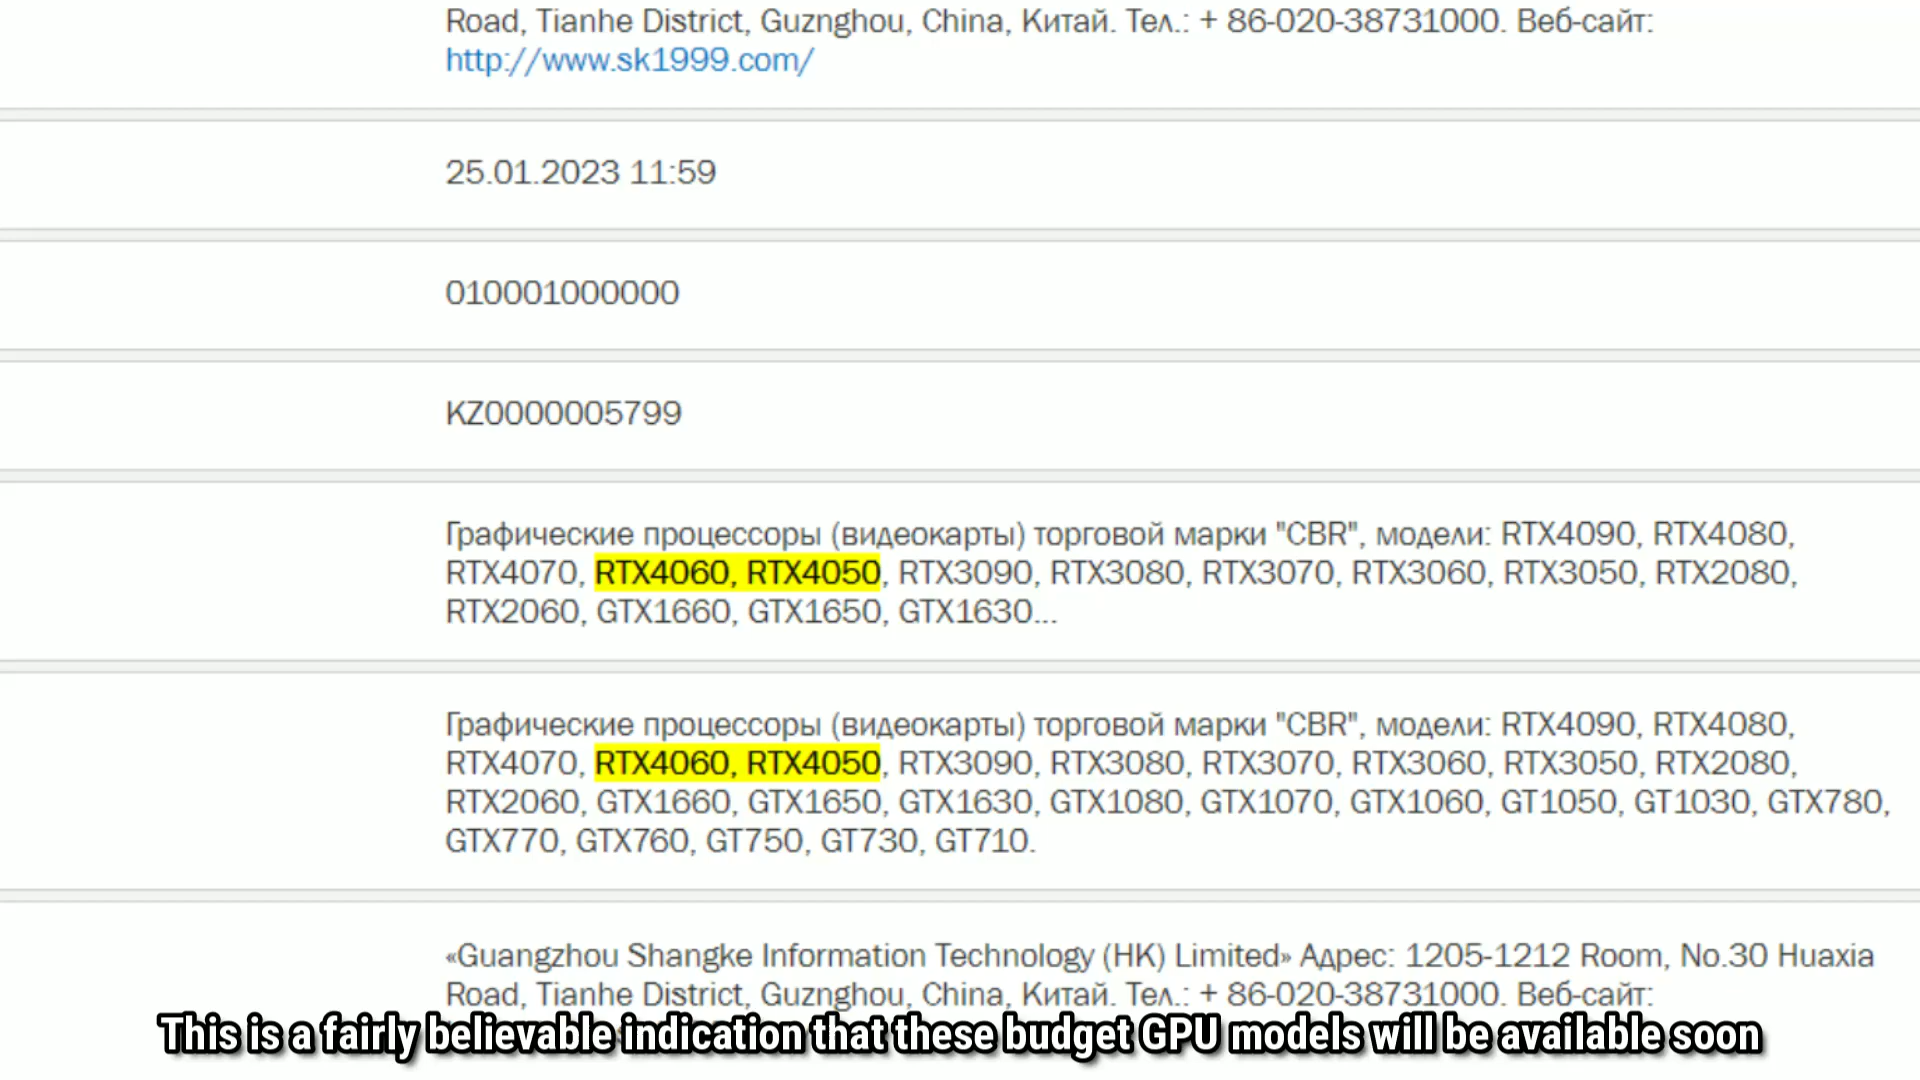 Road, Tianhe District, Guznghou, China, Китай. Тел.: + 86-020-38731000. Веб-сайт:
http://www.sk1999.com/
25.01.2023 11:59
010001000000
KZ0000005799
Графические процессоры (видеокарты) торговой марки "CBR", модели: RTX4090, RTX4080,
RTX4070, RTX4060, RTX4050, RTX3090, RTX3080, RTX3070, RTX3060, RTX3050, RTX2080,
RTX2060, GTX1660, GTX1650, GTX1630...
Графические процессоры (видеокарты) торговой марки "CBR", модели: RTX4090, RTX4080,
RTX4070, RTX4060, RTX4050, RTX3090, RTX3080, RTX3070, RTX3060, RTX3050, RTX2080,
RTX2060, GTX1660, GTX1650, GTX1630, GTX1080, GTX1070, GTX1060, GT1050, GT1030, GTX780,
GTX770, GTX760, GT750, GT730, GT710.
«Guangzhou Shangke Information Technology (HK) Limited» Адрес: 1205-1212 Room, No.30 Huaxia
Road, Tianhe District, Guznghou, China, Китай. Тел.: + 86-020-38731000. Веб-сайт:
This is a fairly believable indication that these budget GPU models will be available soon